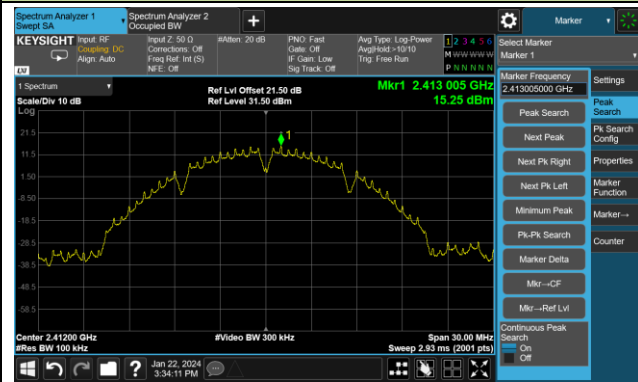 Spectrum Analyzer 1
Swept SA
Spectrum Analyzer 2
Occupied BW
+
Marker
KEYSIGHT
Input: RF
Coupling: DC
Align: Auto
Input Z: 50 Ω
Corrections: Off
Freq Ref: Int (S)
NFE: Off
#Atten: 20 dB
PNO: Fast
Gate: Off
IF Gain: Low
Sig Track: Off
Avg Type: Log-Power
Avg|Hold:>10/10
Trig: Free Run
1 2 3 4 5 6
M W W W W W
P N N N N N
LXI
Select Marker
Marker 1
1 Spectrum
Scale/Div 10 dB
Log
Ref Lvl Offset 21.50 dB
Ref Level 31.50 dBm
Mkr1 2.413 005 GHz
15.25 dBm
21.5
11.5
1.50
-8.50
-18.5
-28.5
-38.5
-48.5
-58.5
1
Center 2.41200 GHz
#Res BW 100 kHz
#Video BW 300 kHz
Span 30.00 MHz
Sweep 2.93 ms (2001 pts)
Marker Frequency
2.413005000 GHz
Peak Search
Next Peak
Next Pk Right
Next Pk Left
Minimum Peak
Pk-Pk Search
Marker Delta
Mkr→CF
Mkr→Ref Lvl
Continuous Peak
Search
On
Off
Settings
Peak
Search
Pk Search
Config
Properties
Marker
Function
Marker→
Counter
?
Jan 22, 2024
3:34:11 PM